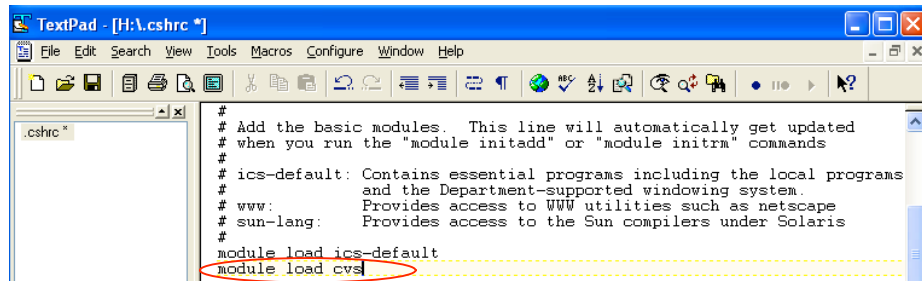 TextPad - [H:\.cshrc *]
File Edit Search View Tools Macros Configure Window Help
.cshrc *
#
# Add the basic modules. This line will automatically get updated
# when you run the "module initadd" or "module initrm" commands
#
# ics-default: Contains essential programs including the local programs
# and the Department-supported windowing system.
# www: Provides access to WWW utilities such as netscape
# sun-lang: Provides access to the Sun compilers under Solaris
#
module load ics-default
module load cvs